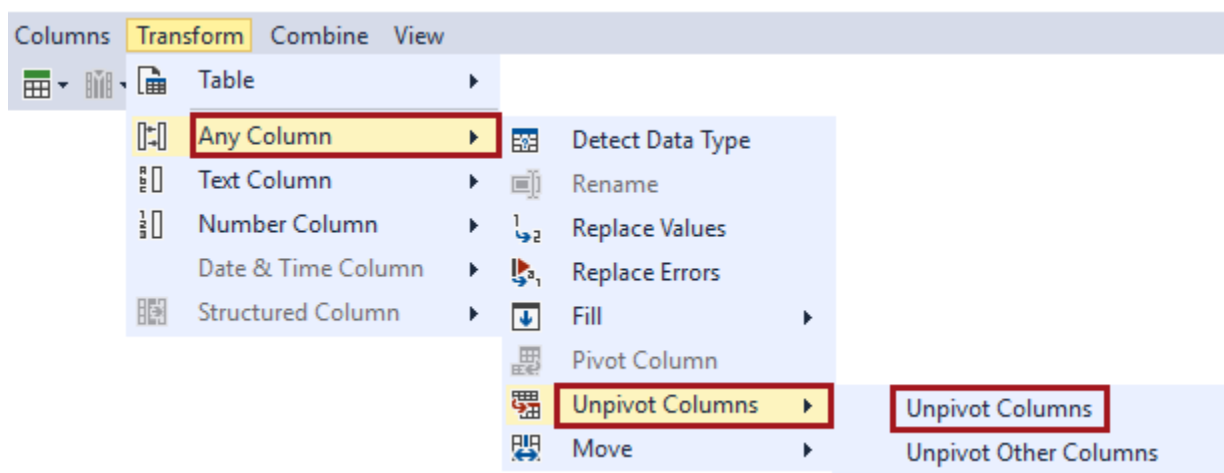 Columns Transform Combine View
Table
Any Column
Detect Data Type
Text Column
Rename
Number Column
Replace Values
Date & Time Column
Replace Errors
Structured Column
Fill
Pivot Column
Unpivot Columns
Unpivot Columns
Move
Unpivot Other Columns